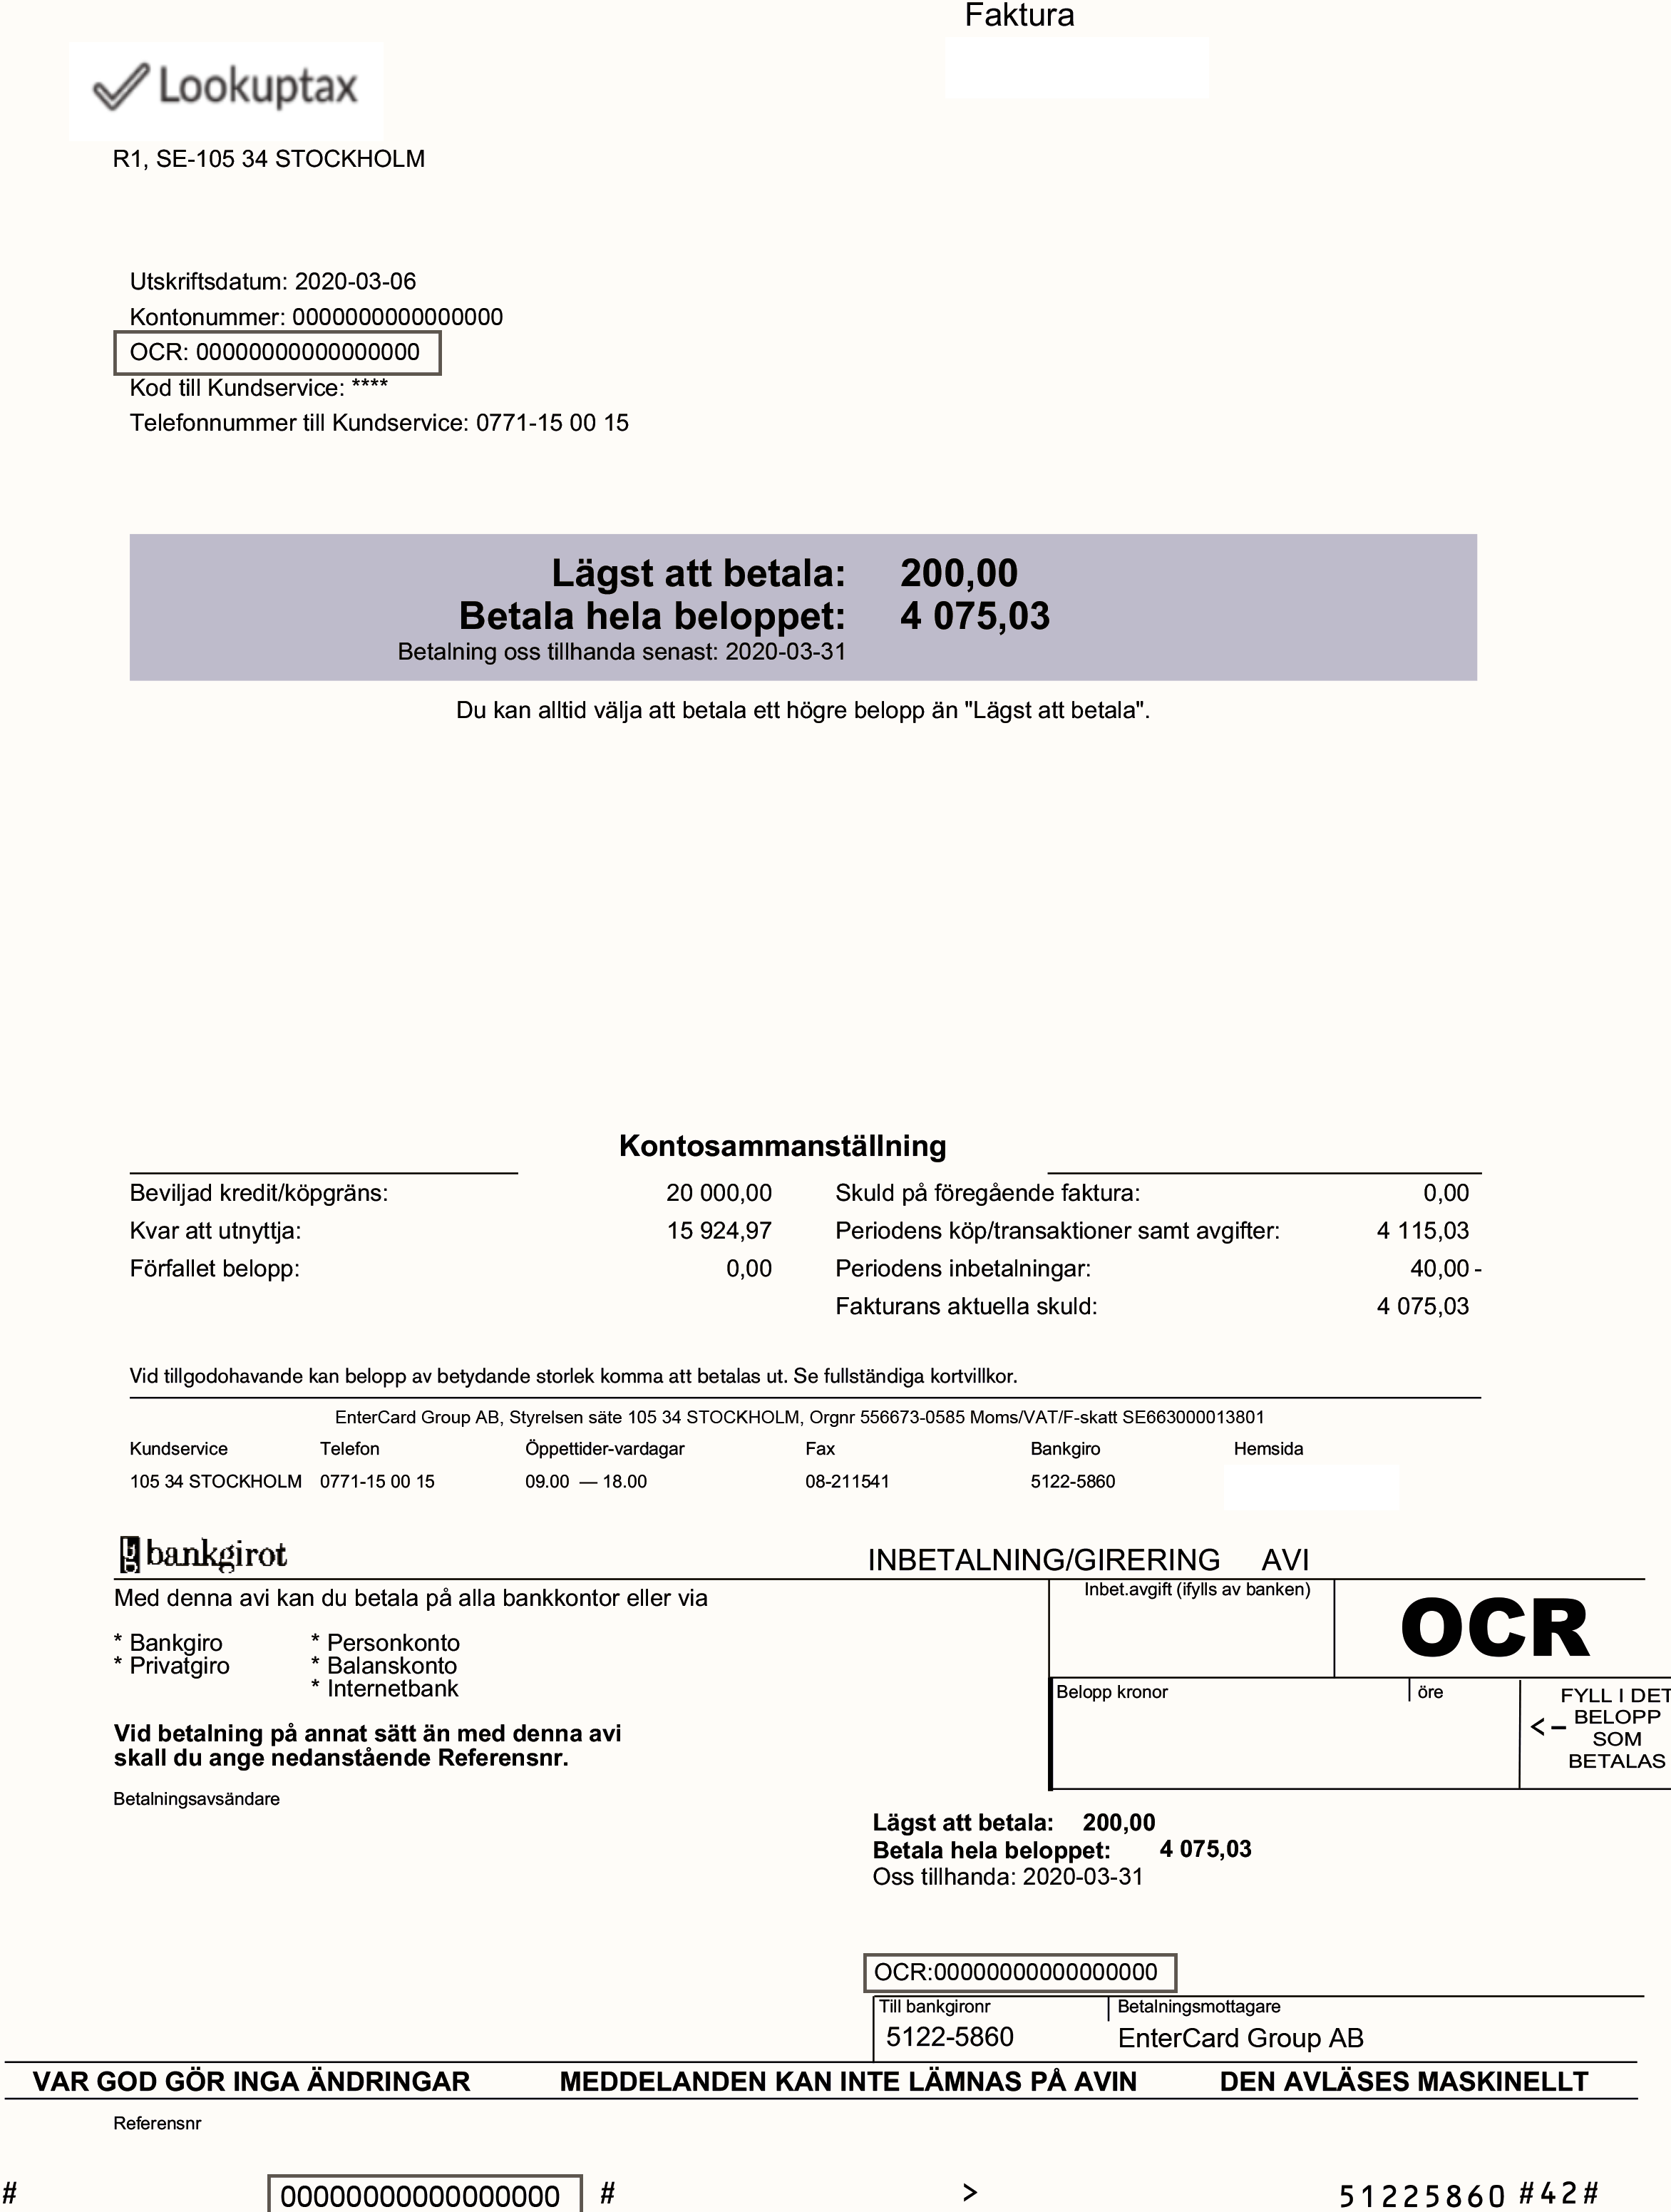 Faktura
Lookuptax
R1, SE-105 34 STOCKHOLM
Utskriftsdatum: 2020-03-06
Kontonummer: 0000000000000000
OCR: 00000000000000000
Kod till Kundservice: ****
Telefonnummer till Kundservice: 0771-15 00 15
Lägst att betala: 200,00
Betala hela beloppet: 4 075,03
Betalning oss tillhanda senast: 2020-03-31
Du kan alltid välja att betala ett högre belopp än "Lägst att betala".
Kontosammanställning
Beviljad kredit/köpgräns: 20 000,00 Skuld på föregående faktura: 0,00
Kvar att utnyttja: 15 924,97 Periodens köp/transaktioner samt avgifter: 4 115,03
Förfallet belopp: 0,00 Periodens inbetalningar: 40,00 -
Fakturans aktuella skuld: 4 075,03
Vid tillgodohavande kan belopp av betydande storlek komma att betalas ut. Se fullständiga kortvillkor.
EnterCard Group AB, Styrelsen säte 105 34 STOCKHOLM, Orgnr 556673-0585 Moms/VAT/F-skatt SE663000013801
Kundservice Telefon Öppettider-vardagar Fax Bankgiro Hemsida
105 34 STOCKHOLM 0771-15 00 15 09.00 — 18.00 08-211541 5122-5860
bankgirot INBETALNING/GIRERING AVI
Med denna avi kan du betala på alla bankkontor eller via
Inbet.avgift (ifylls av banken)
OCR
* Bankgiro * Personkonto
* Privatgiro * Balanskonto
* Internetbank
Belopp kronor öre
FYLL I DET
<– BELOPP
SOM
BETALAS
Vid betalning på annat sätt än med denna avi
skall du ange nedanstående Referensnr.
Betalningsavsändare
Lägst att betala: 200,00
Betala hela beloppet: 4 075,03
Oss tillhanda: 2020-03-31
OCR:00000000000000000
Till bankgironr Betalningsmottagare
5122-5860 EnterCard Group AB
VAR GOD GÖR INGA ÄNDRINGAR MEDDELANDEN KAN INTE LÄMNAS PÅ AVIN DEN AVLÄSES MASKINELLT
Referensnr
# 00000000000000000 # > 51225860 #42#